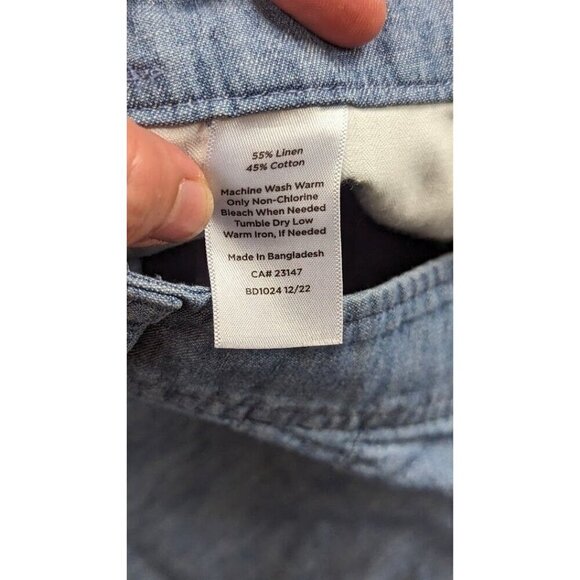 55% Linen
45% Cotton
Machine Wash Warm
Only Non-Chlorine
Bleach When Needed
Tumble Dry Low
Warm Iron, if Needed
Made in Bangladesh
CA# 23147
BD1024 12/22